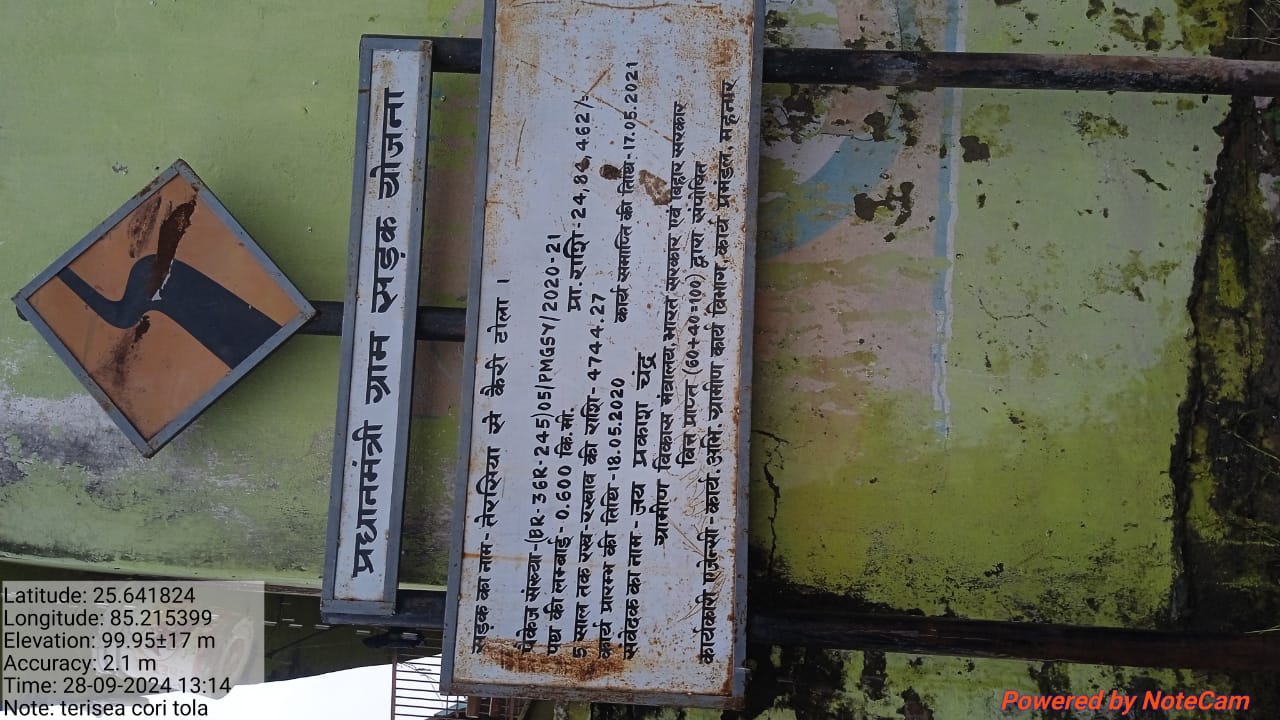 प्रधानमंत्री ग्राम सड़क योजना
सड़क का नाम- तेरसिया से कैरी टोला ।
पैकेज संख्या-(BR-36R-245)05/PMGSY/2020-21
पथ की लम्बाई- 0.600 कि.मी. प्रा.राशि-24,84,462/-
5 साल तक रख-रखाव की राशि- 4744.27
कार्य प्रारम्भ की तिथि-18.05.2020 कार्य समाप्ति की तिथि-17.05.2021
संवेदक का नाम - जय प्रकाश चंद्र
ग्रामीण विकास मंत्रालय भारत सरकार एवं बिहार सरकार
वित्त प्राप्त (60+40=100) द्वारा संपोषित
कार्यकारी एजेन्सी- कार्य. अभि. ग्रामीण कार्य विभाग, कार्य प्रमंडल, महनार
Latitude: 25.641824
Longitude: 85.215399
Elevation: 99.95±17 m
Accuracy: 2.1 m
Time: 28-09-2024 13:14
Note: terisea cori tola
Powered by NoteCam